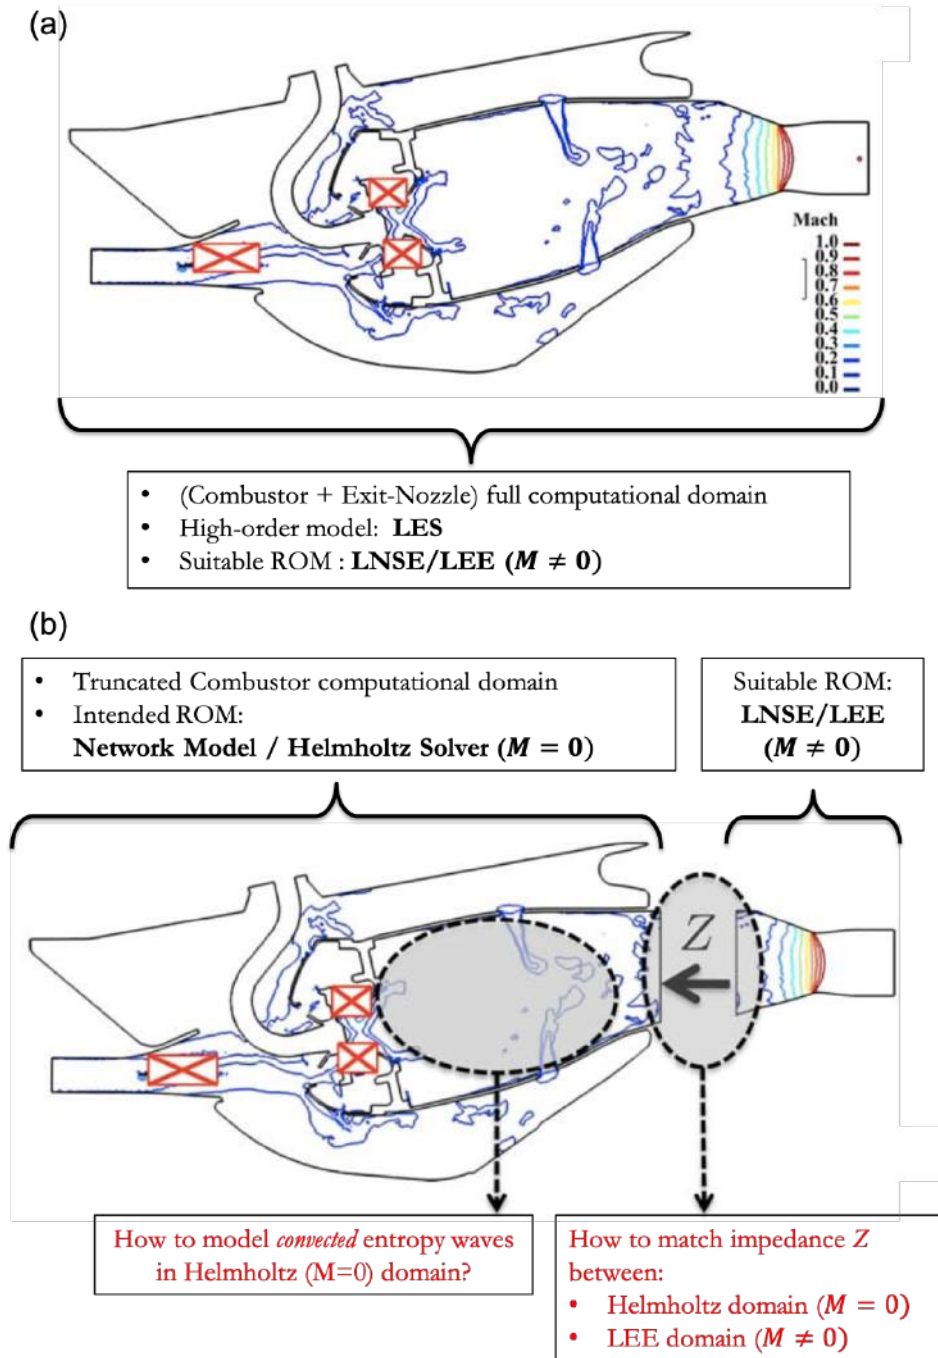 (a)
Mach
1.0
0.9
0.8
0.7
0.6
0.5
0.4
0.3
0.2
0.1
0.0
• (Combustor + Exit-Nozzle) full computational domain
• High-order model: LES
• Suitable ROM : LNSE/LEE (M ≠ 0)
(b)
• Truncated Combustor computational domain
• Intended ROM:
Network Model / Helmholtz Solver (M = 0)
Suitable ROM:
LNSE/LEE
(M ≠ 0)
Z
How to model convected entropy waves
in Helmholtz (M=0) domain?
How to match impedance Z
between:
• Helmholtz domain (M = 0)
• LEE domain (M ≠ 0)